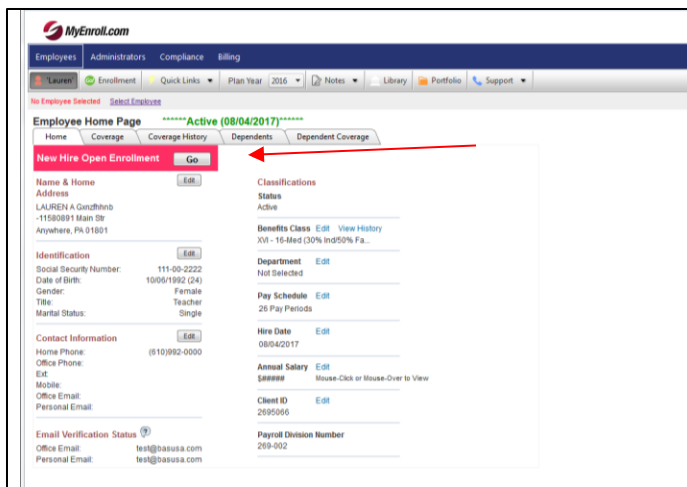 MyEnroll.com
Employees Administrators Compliance Billing
'Lauren' Enrollment Quick Links Plan Year 2016 Notes Library Portfolio Support
No Employee Selected Select Employee
Employee Home Page ******Active (08/04/2017)******
Home Coverage Coverage History Dependents Dependent Coverage
New Hire Open Enrollment Go
Name & Home Address Edit
LAUREN A Gxnzfhhnb
-11580891 Main Str
Anywhere, PA 01801
Identification Edit
Social Security Number: 111-00-2222
Date of Birth: 10/06/1992 (24)
Gender: Female
Title: Teacher
Marital Status: Single
Contact Information Edit
Home Phone: (610)992-0000
Office Phone:
Ext:
Mobile:
Office Email:
Personal Email:
Email Verification Status ?
Office Email: test@basusa.com
Personal Email: test@basusa.com
Classifications
Status
Active
Benefits Class Edit View History
XVI - 16-Med (30% Ind/50% Fa...
Department Edit
Not Selected
Pay Schedule Edit
26 Pay Periods
Hire Date Edit
08/04/2017
Annual Salary Edit
$##### Mouse-Click or Mouse-Over to View
Client ID Edit
2695066
Payroll Division Number
269-002